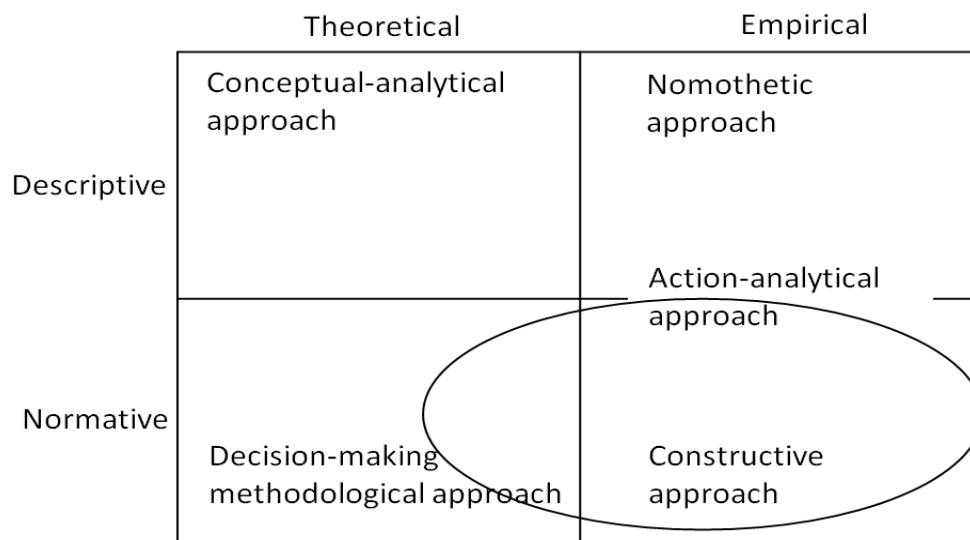 Theoretical
Empirical
Conceptual-analytical
approach
Nomothetic
approach
Descriptive
Action-analytical
approach
Normative
Decision-making
methodological approach
Constructive
approach